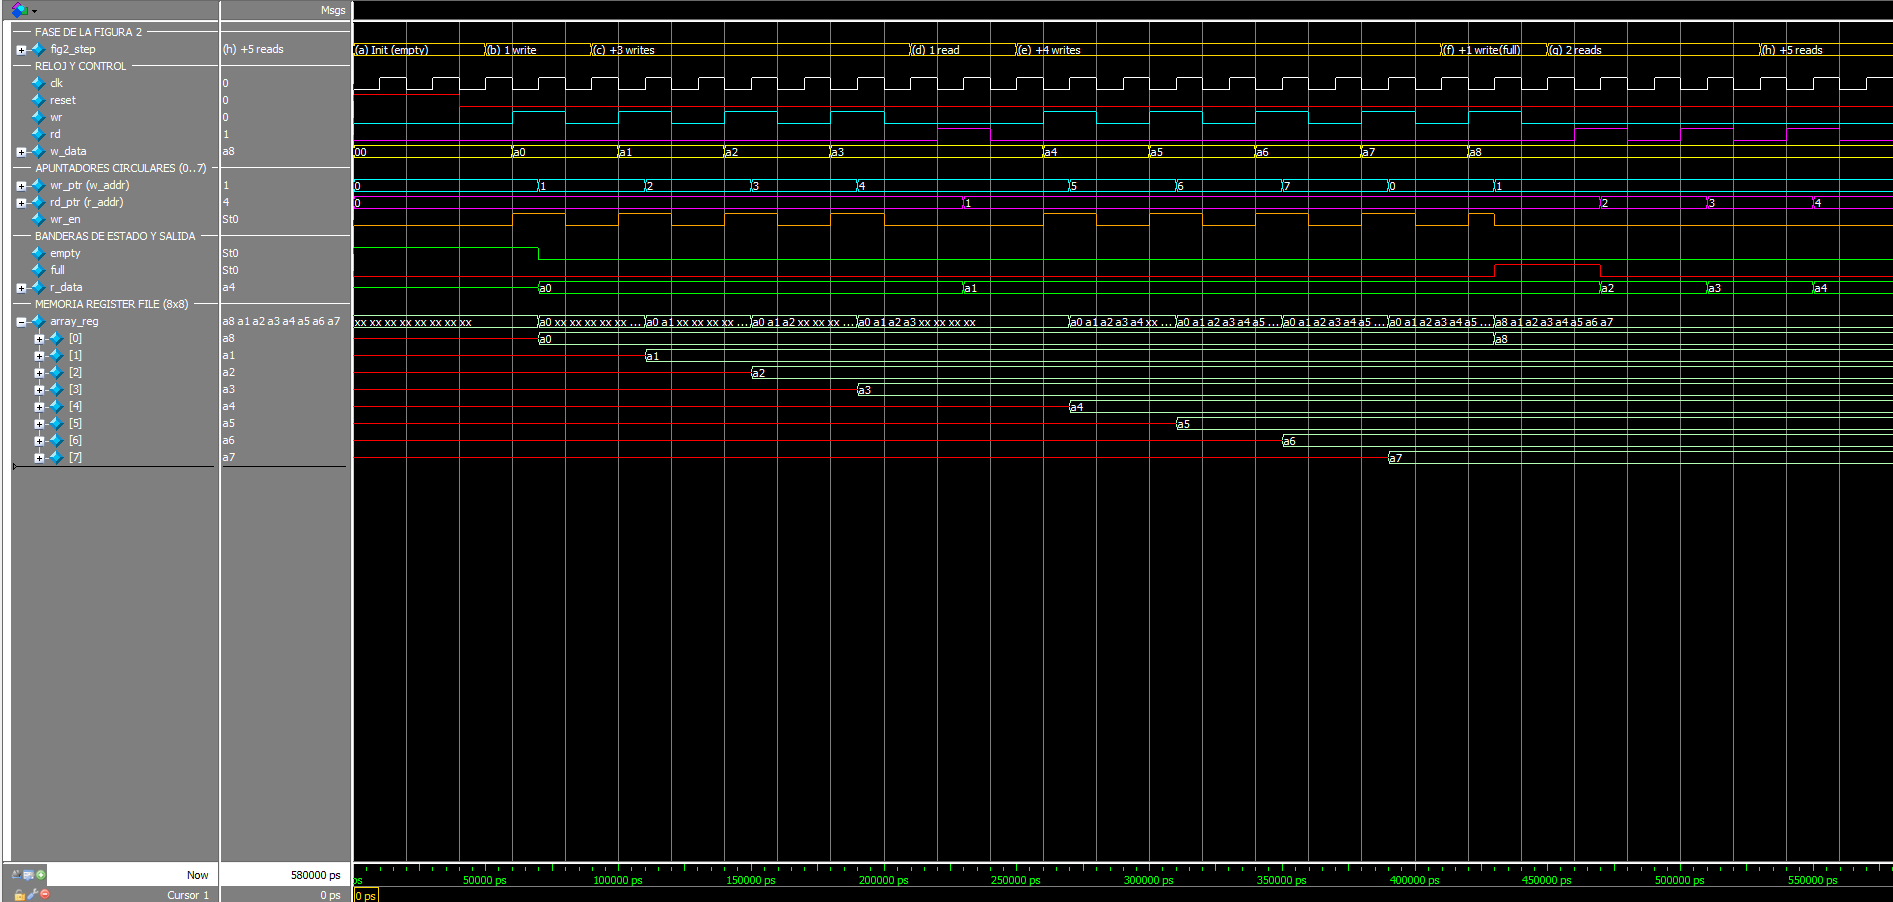 Msgs
FASE DE LA FIGURA 2
fig2_step (h) +5 reads (a) Init (empty) (b) 1 write (c) +3 writes (d) 1 read (e) +4 writes (f) +1 write(full) (g) 2 reads (h) +5 reads
RELOJ Y CONTROL
clk 0
reset 0
wr 0
rd 1
w_data a8 00 a0 a1 a2 a3 a4 a5 a6 a7 a8
APUNTADORES CIRCULARES (0..7)
wr_ptr (w_addr) 1 0 1 2 3 4 5 6 7 0 1
rd_ptr (r_addr) 4 0 1 2 3 4
wr_en St0
BANDERAS DE ESTADO Y SALIDA
empty St0
full St0
r_data a4 a0 a1 a2 a3 a4
MEMORIA REGISTER FILE (8x8)
array_reg a8 a1 a2 a3 a4 a5 a6 a7 xx xx xx xx xx xx xx xx a0 xx xx xx xx xx ... a0 a1 xx xx xx xx ... a0 a1 a2 xx xx xx ... a0 a1 a2 a3 xx xx xx xx a0 a1 a2 a3 a4 xx ... a0 a1 a2 a3 a4 a5 ... a0 a1 a2 a3 a4 a5 ... a0 a1 a2 a3 a4 a5 ... a8 a1 a2 a3 a4 a5 a6 a7
[0] a8 a0 a8
[1] a1 a1
[2] a2 a2
[3] a3 a3
[4] a4 a4
[5] a5 a5
[6] a6 a6
[7] a7 a7
Now 580000 ps ps 50000 ps 100000 ps 150000 ps 200000 ps 250000 ps 300000 ps 350000 ps 400000 ps 450000 ps 500000 ps 550000 ps
Cursor 1 0 ps 0 ps